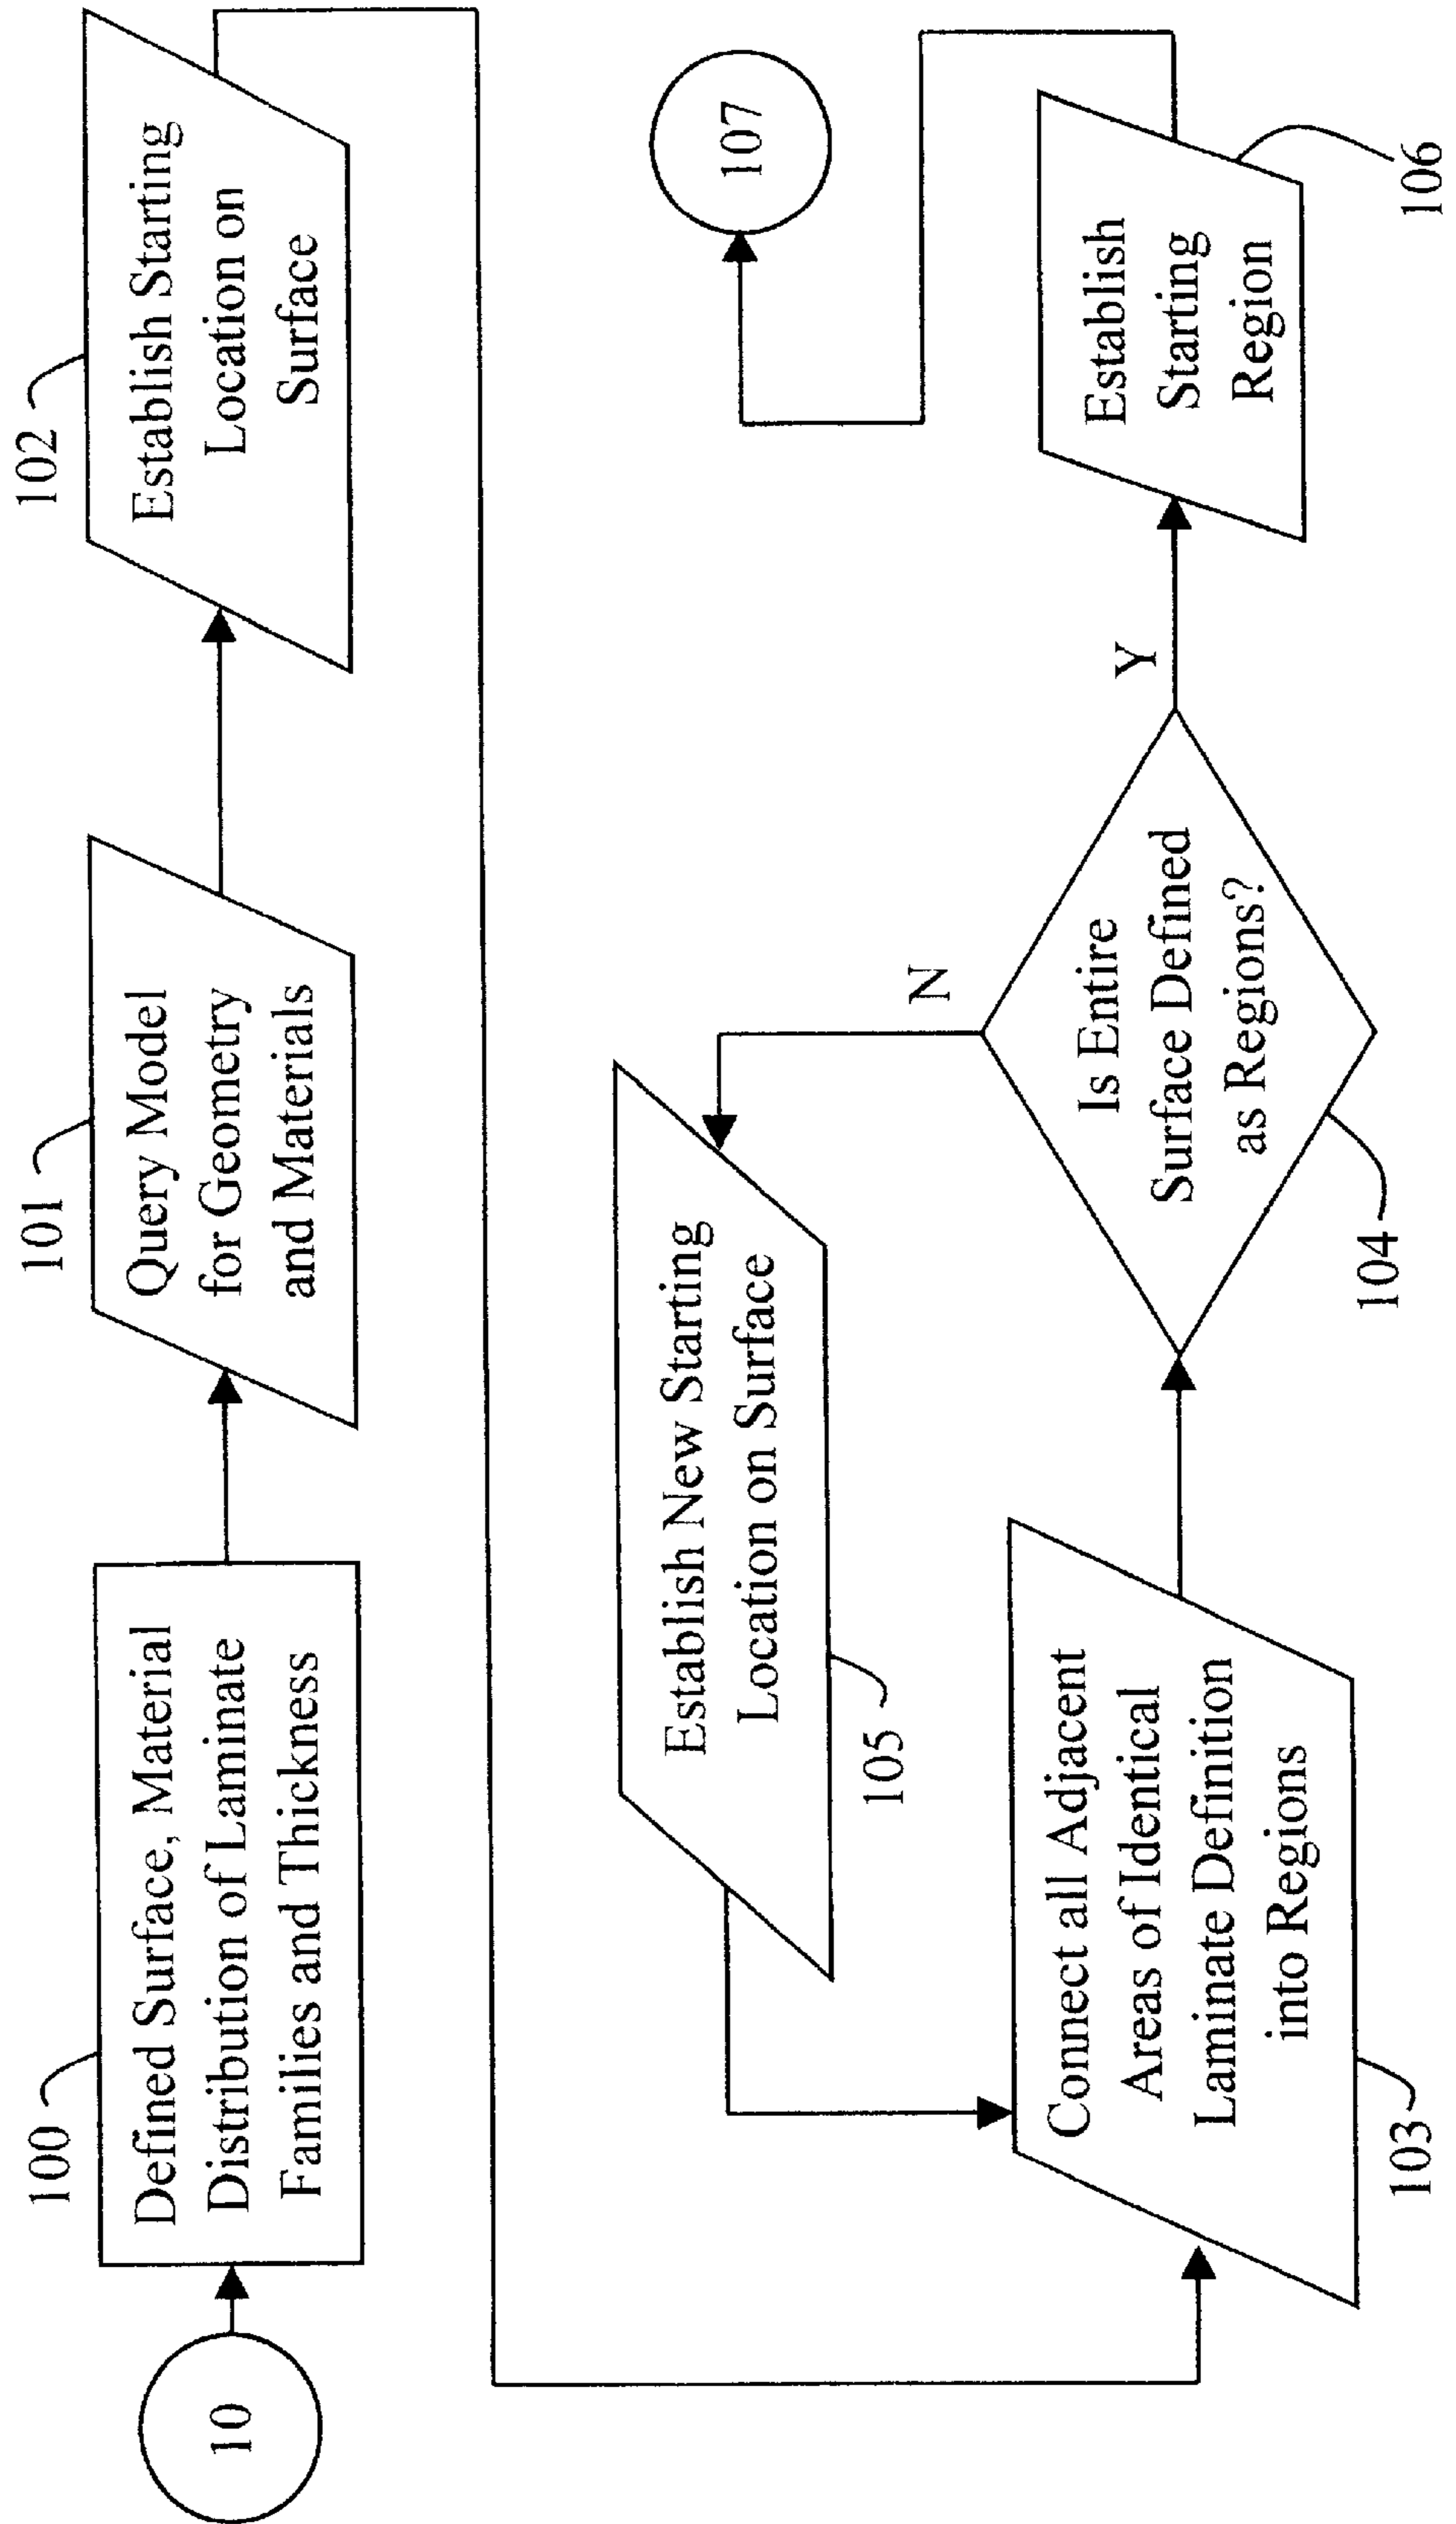 10
100
Defined Surface, Material
Distribution of Laminate
Families and Thickness
101
Query Model
for Geometry
and Materials
102
Establish Starting
Location on
Surface
103
Connect all Adjacent
Areas of Identical
Laminate Definition
into Regions
104
Is Entire
Surface Defined
as Regions?
N
Y
105
Establish New Starting
Location on Surface
106
Establish
Starting
Region
107